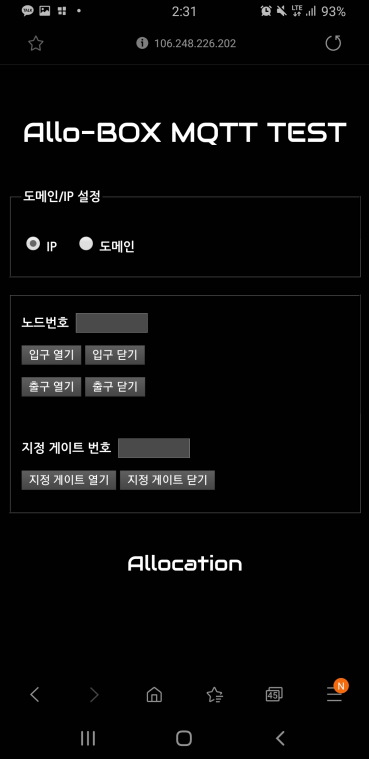 2:31
LTE
93%
106.248.226.202
Allo-BOX MQTT TEST
도메인/IP 설정
IP 도메인
노드번호
입구 열기 입구 닫기
출구 열기 출구 닫기
지정 게이트 번호
지정 게이트 열기 지정 게이트 닫기
Allocation
45
N